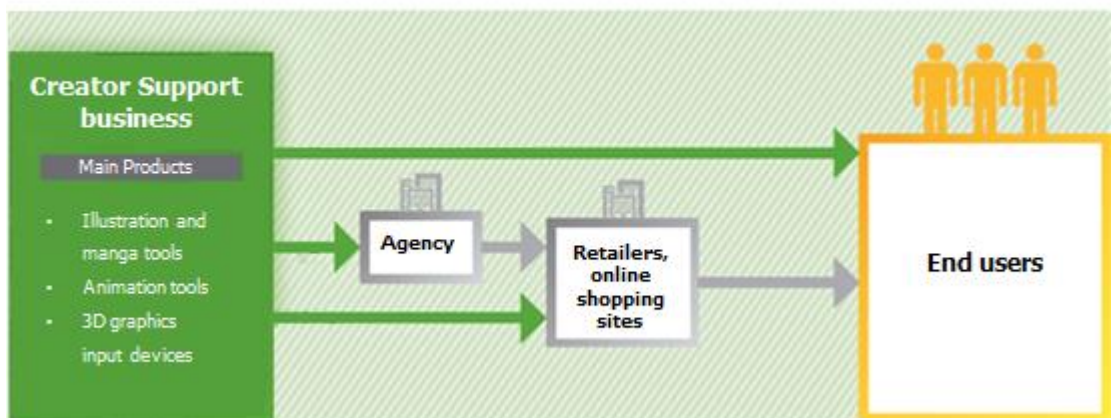 Creator Support
business
Main Products
• Illustration and
manga tools
• Animation tools
• 3D graphics
input devices
Agency
Retailers,
online
shopping
sites
End users